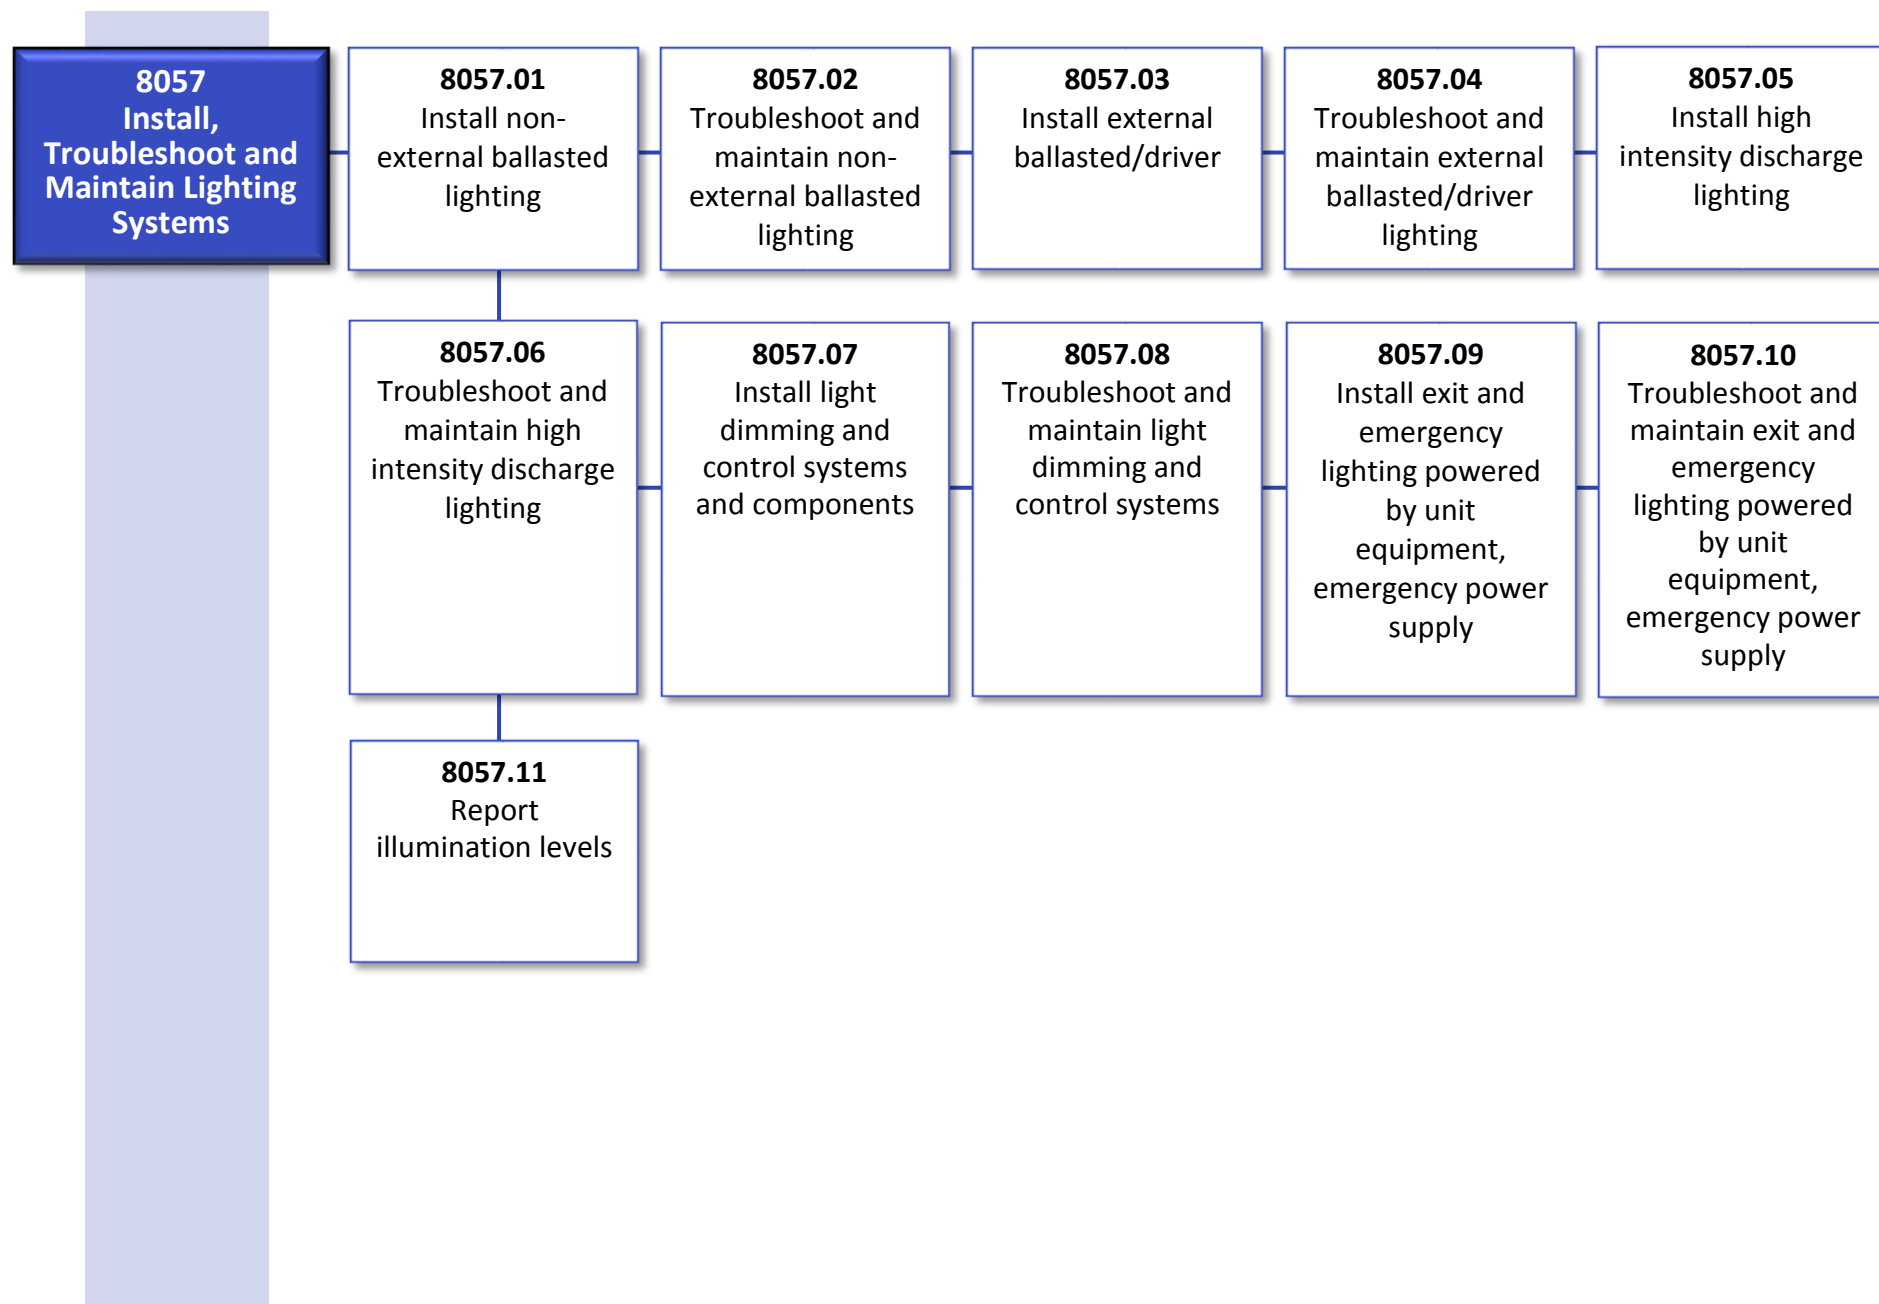 8057
Install,
Troubleshoot and
Maintain Lighting
Systems
8057.01
Install non-
external ballasted
lighting
8057.02
Troubleshoot and
maintain non-
external ballasted
lighting
8057.03
Install external
ballasted/driver
8057.04
Troubleshoot and
maintain external
ballasted/driver
lighting
8057.05
Install high
intensity discharge
lighting
8057.06
Troubleshoot and
maintain high
intensity discharge
lighting
8057.07
Install light
dimming and
control systems
and components
8057.08
Troubleshoot and
maintain light
dimming and
control systems
8057.09
Install exit and
emergency
lighting powered
by unit
equipment,
emergency power
supply
8057.10
Troubleshoot and
maintain exit and
emergency
lighting powered
by unit
equipment,
emergency power
supply
8057.11
Report
illumination levels